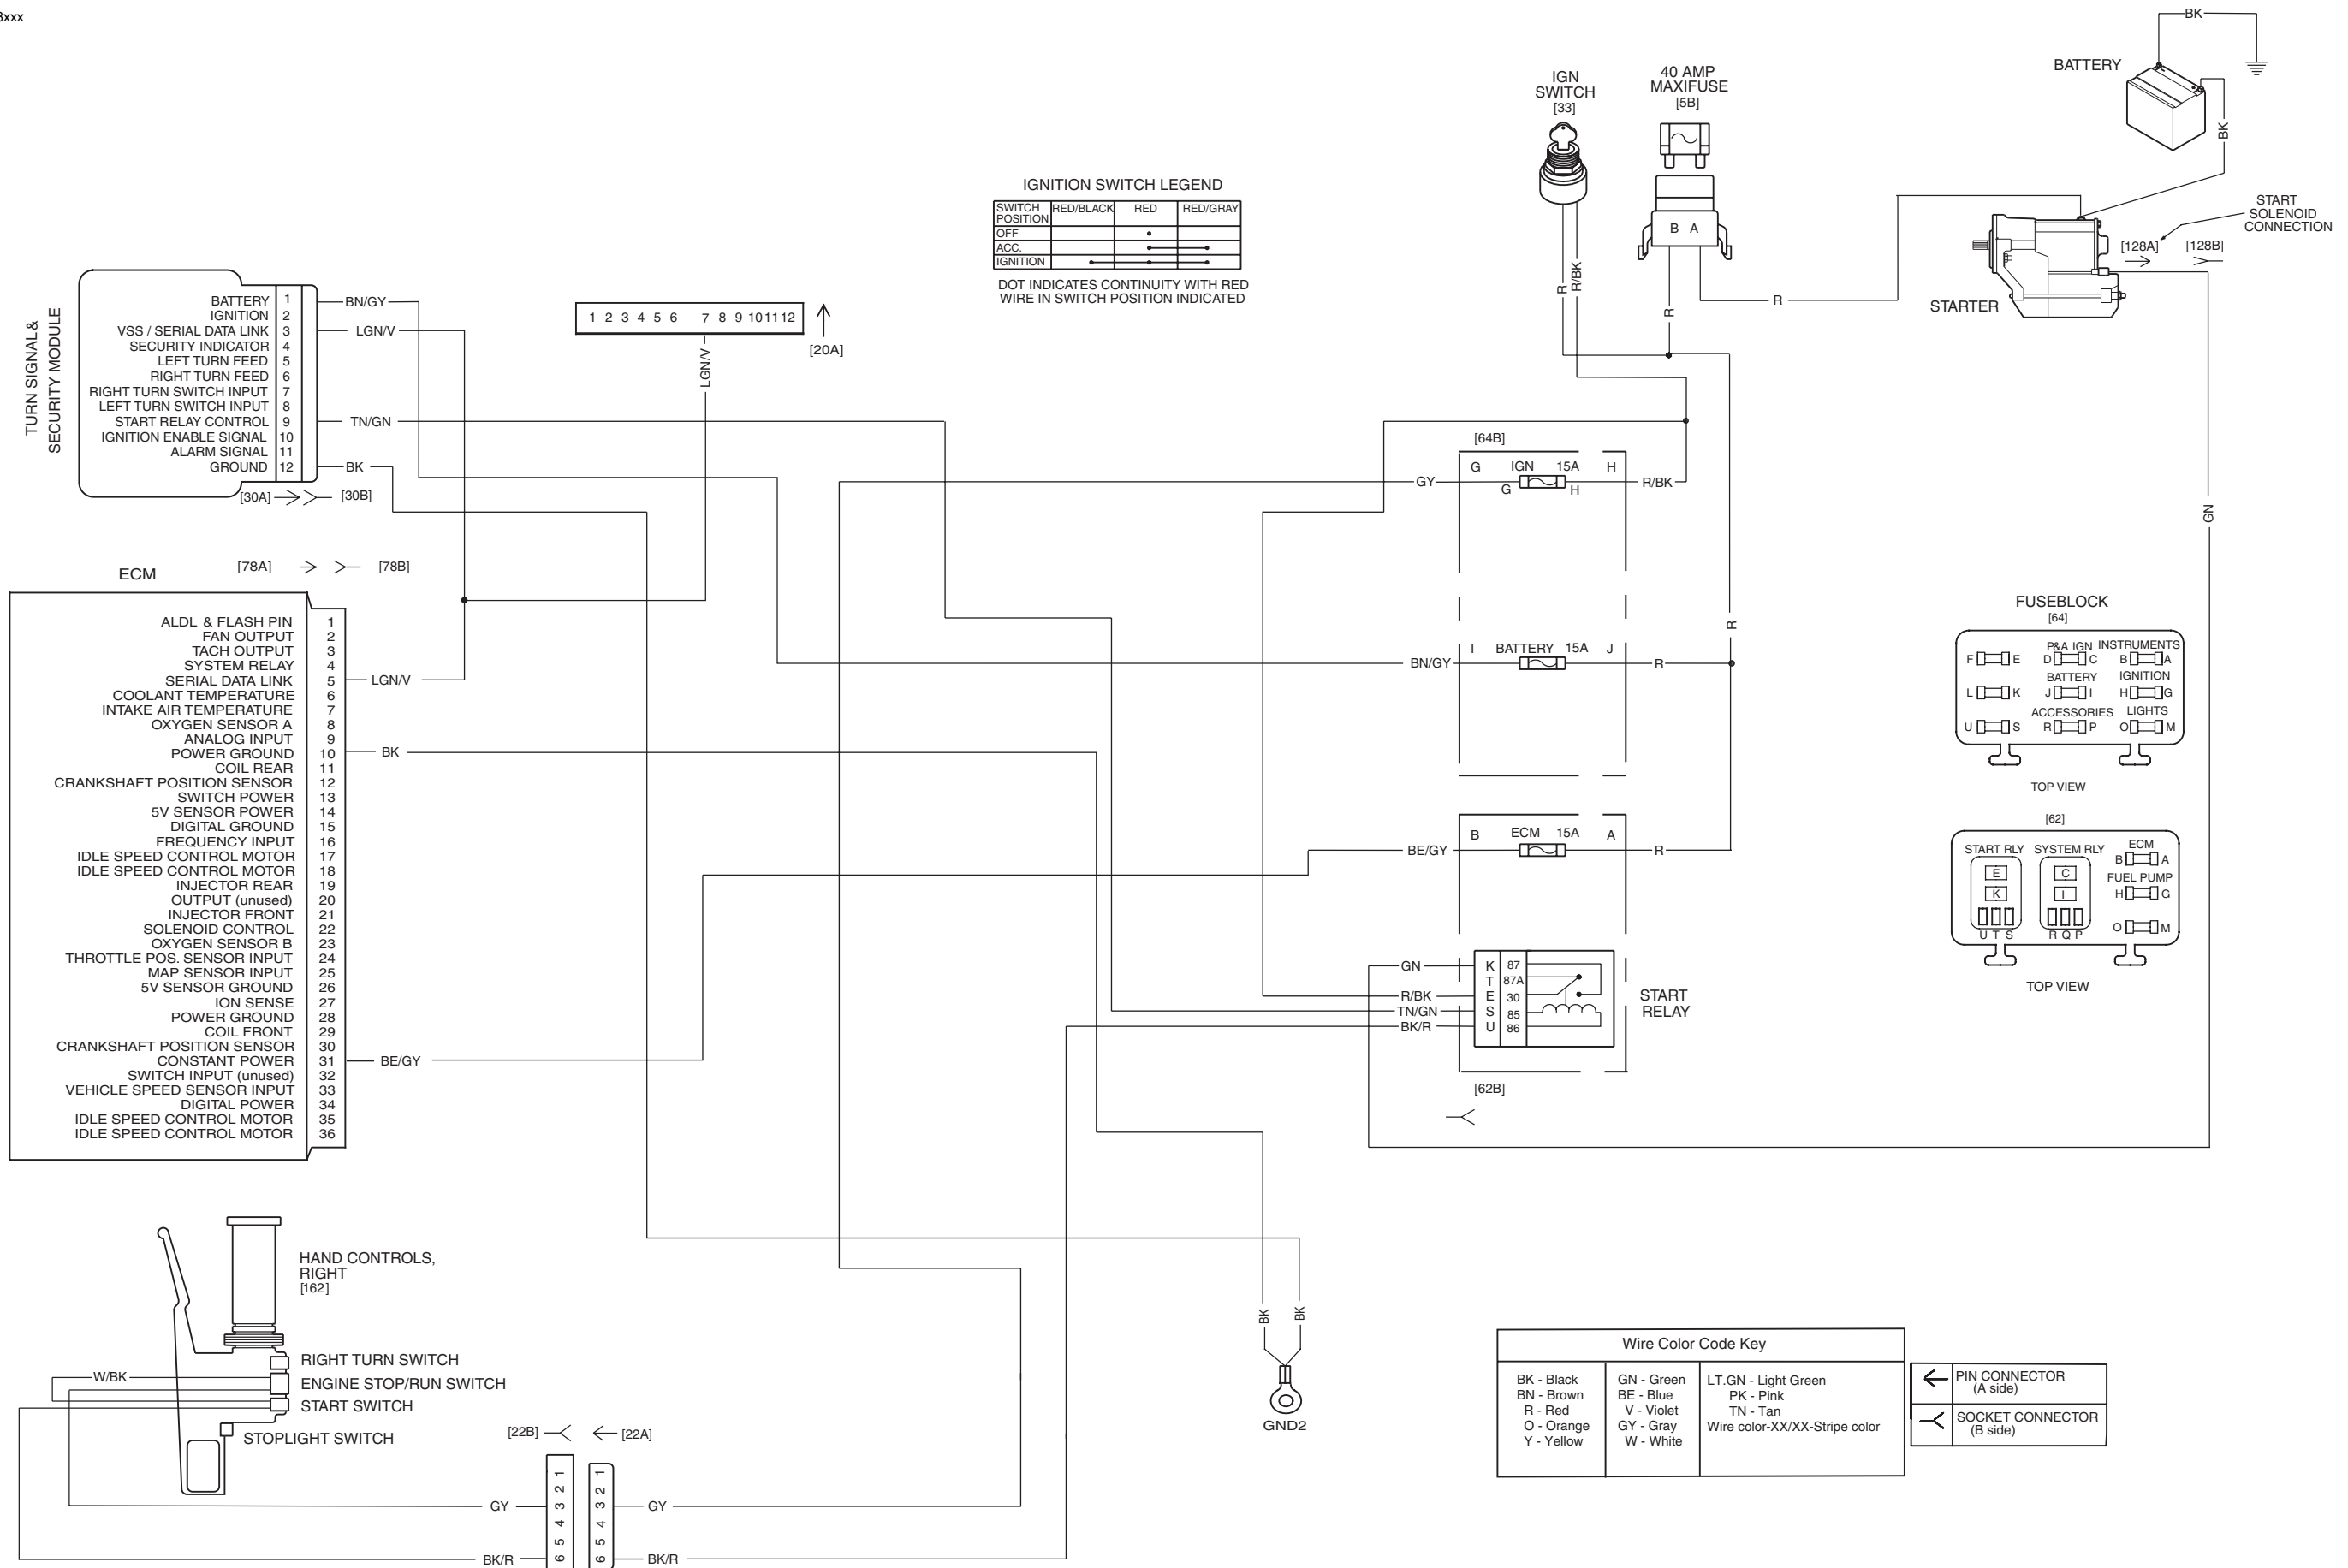 3xxx
BK
BATTERY
BK
IGN
SWITCH
[33]
40 AMP
MAXIFUSE
[5B]
B A
R
R/BK
R
R
START
SOLENOID
CONNECTION
[128A]
[128B]
STARTER
GN
IGNITION SWITCH LEGEND
SWITCH POSITION RED/BLACK RED RED/GRAY
OFF
ACC.
IGNITION
DOT INDICATES CONTINUITY WITH RED
WIRE IN SWITCH POSITION INDICATED
1 2 3 4 5 6 7 8 9 10 11 12
[20A]
LGN/V
TURN SIGNAL &
SECURITY MODULE
BATTERY 1 BN/GY
IGNITION 2
VSS / SERIAL DATA LINK 3 LGN/V
SECURITY INDICATOR 4
LEFT TURN FEED 5
RIGHT TURN FEED 6
RIGHT TURN SWITCH INPUT 7
LEFT TURN SWITCH INPUT 8
START RELAY CONTROL 9 TN/GN
IGNITION ENABLE SIGNAL 10
ALARM SIGNAL 11
GROUND 12 BK
[30A] [30B]
ECM
[78A] [78B]
ALDL & FLASH PIN 1
FAN OUTPUT 2
TACH OUTPUT 3
SYSTEM RELAY 4
SERIAL DATA LINK 5 LGN/V
COOLANT TEMPERATURE 6
INTAKE AIR TEMPERATURE 7
OXYGEN SENSOR A 8
ANALOG INPUT 9
POWER GROUND 10 BK
COIL REAR 11
CRANKSHAFT POSITION SENSOR 12
SWITCH POWER 13
5V SENSOR POWER 14
DIGITAL GROUND 15
FREQUENCY INPUT 16
IDLE SPEED CONTROL MOTOR 17
IDLE SPEED CONTROL MOTOR 18
INJECTOR REAR 19
OUTPUT (unused) 20
INJECTOR FRONT 21
SOLENOID CONTROL 22
OXYGEN SENSOR B 23
THROTTLE POS. SENSOR INPUT 24
MAP SENSOR INPUT 25
5V SENSOR GROUND 26
ION SENSE 27
POWER GROUND 28
COIL FRONT 29
CRANKSHAFT POSITION SENSOR 30
CONSTANT POWER 31 BE/GY
SWITCH INPUT (unused) 32
VEHICLE SPEED SENSOR INPUT 33
DIGITAL POWER 34
IDLE SPEED CONTROL MOTOR 35
IDLE SPEED CONTROL MOTOR 36
[64B]
G IGN 15A H
GY G H R/BK
I BATTERY 15A J
BN/GY R
R
B ECM 15A A
BE/GY R
GN K 87
T 87A
R/BK E 30
TN/GN S 85
BK/R U 86
START
RELAY
[62B]
FUSEBLOCK
[64]
P&A IGN INSTRUMENTS
F E D C B A
BATTERY IGNITION
L K J I H G
ACCESSORIES LIGHTS
U S R P O M
TOP VIEW
[62]
START RLY SYSTEM RLY ECM
B A
E C
FUEL PUMP
K I H G
O M
U T S R Q P
TOP VIEW
HAND CONTROLS,
RIGHT
[162]
RIGHT TURN SWITCH
W/BK
ENGINE STOP/RUN SWITCH
START SWITCH
STOPLIGHT SWITCH
[22B] [22A]
1 2 3 4 5 6
1 2 3 4 5 6
GY GY
BK/R BK/R
BK BK
GND2
Wire Color Code Key
BK - Black GN - Green LT.GN - Light Green
BN - Brown BE - Blue PK - Pink
R - Red V - Violet TN - Tan
O - Orange GY - Gray Wire color-XX/XX-Stripe color
Y - Yellow W - White
PIN CONNECTOR
(A side)
SOCKET CONNECTOR
(B side)